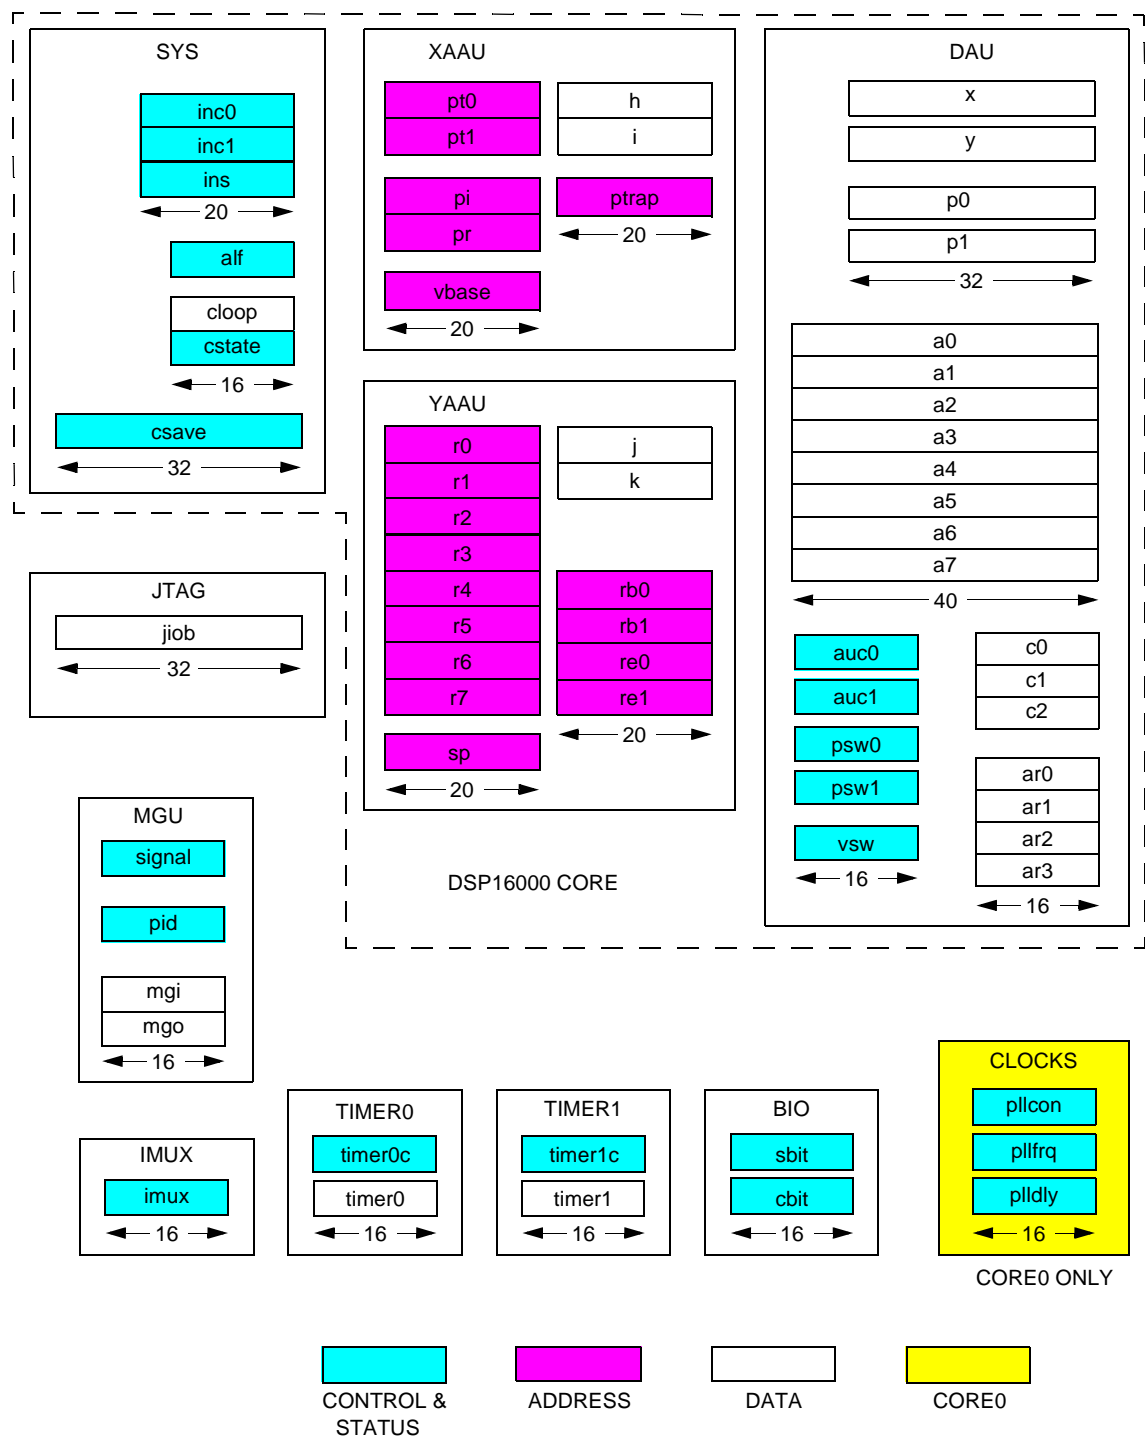 SYS
inc0
inc1
ins
20
alf
cloop
cstate
16
csave
32
XAAU
pt0
pt1
h
i
pi
pr
ptrap
20
vbase
20
YAAU
r0
r1
r2
r3
r4
r5
r6
r7
j
k
rb0
rb1
re0
re1
20
sp
20
DAU
x
y
p0
p1
32
a0
a1
a2
a3
a4
a5
a6
a7
40
auc0
auc1
psw0
psw1
vsw
16
c0
c1
c2
ar0
ar1
ar2
ar3
16
DSP16000 CORE
JTAG
jiob
32
MGU
signal
pid
mgi
mgo
16
IMUX
imux
16
TIMER0
timer0c
timer0
16
TIMER1
timer1c
timer1
16
BIO
sbit
cbit
16
CLOCKS
pllcon
pllfrq
plldly
16
CORE0 ONLY
CONTROL &
STATUS
ADDRESS
DATA
CORE0